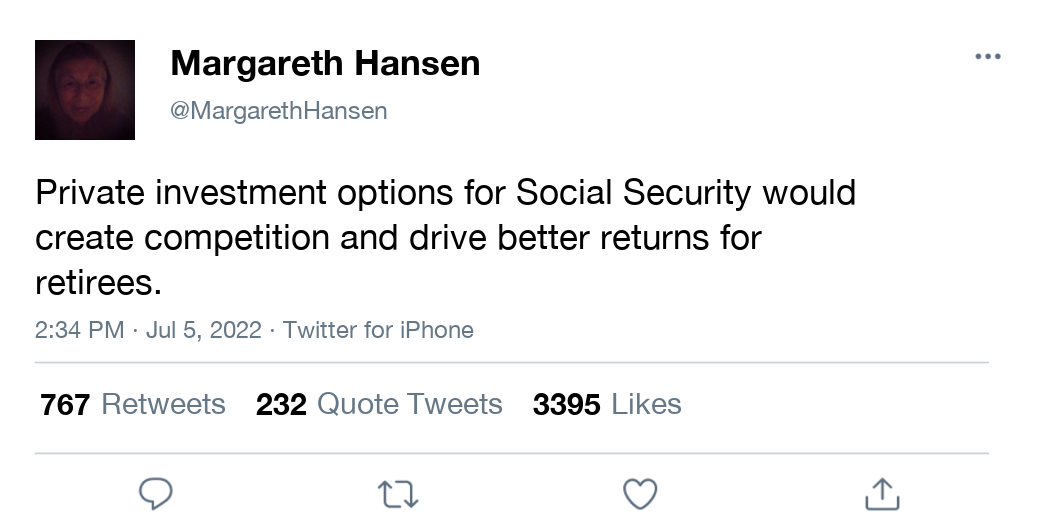 Margareth Hansen
@MargarethHansen
Private investment options for Social Security would
create competition and drive better returns for
retirees.
2:34 PM · Jul 5, 2022 · Twitter for iPhone
767 Retweets 232 Quote Tweets 3395 Likes